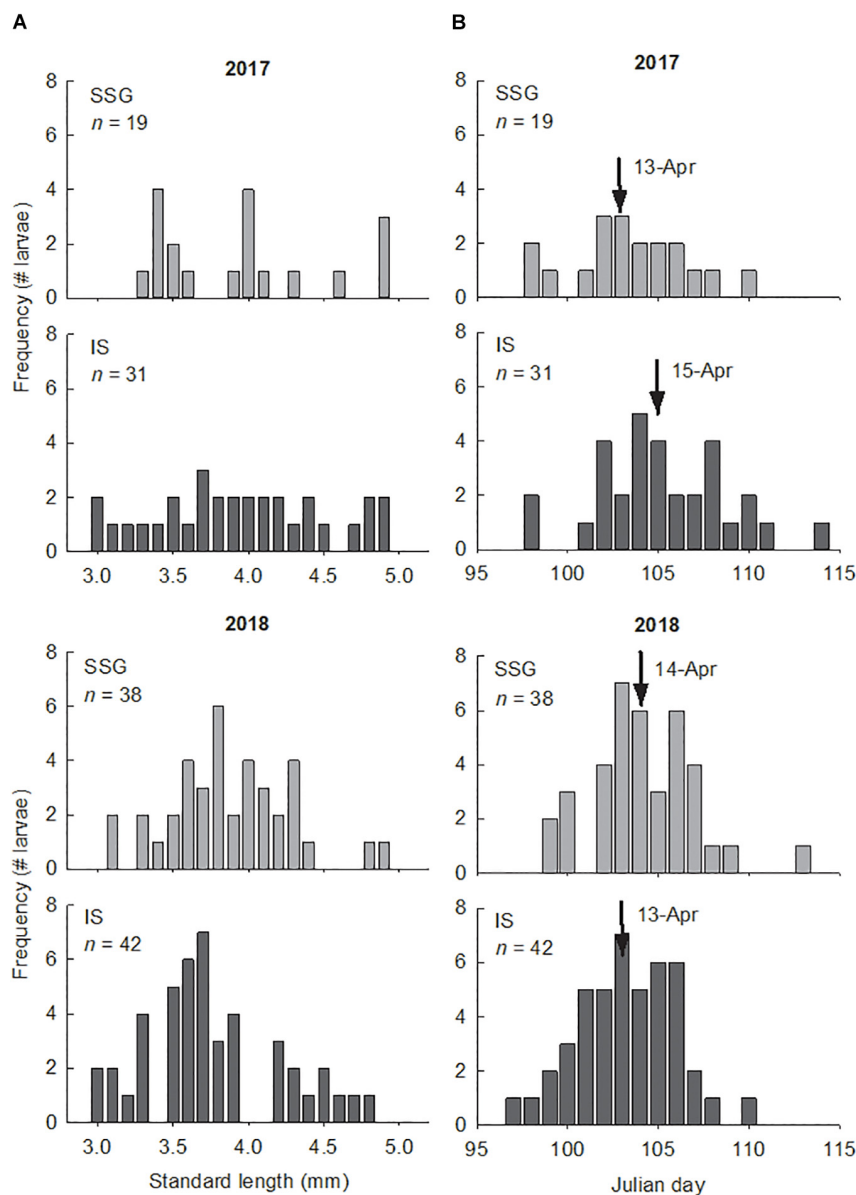 A
B
2017
2017
8
SSG
n = 19
6
4
2
0
8
SSG
n = 19
6
13-Apr
4
2
0
Frequency (# larvae)
8
IS
n = 31
6
4
2
0
3.0 3.5 4.0 4.5 5.0
8
IS
n = 31
6
15-Apr
4
2
0
95 100 105 110 115
2018
2018
8
SSG
n = 38
6
4
2
0
8
SSG
n = 38
6
14-Apr
4
2
0
Frequency (# larvae)
8
IS
n = 42
6
4
2
0
3.0 3.5 4.0 4.5 5.0
Standard length (mm)
8
IS
n = 42
6
13-Apr
4
2
0
95 100 105 110 115
Julian day